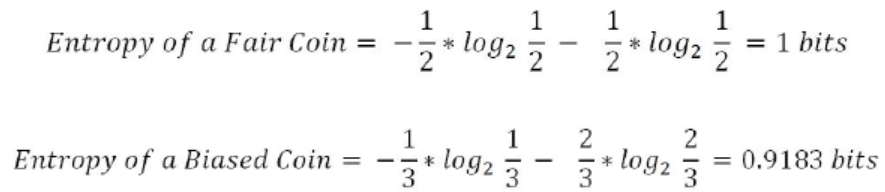 Entropy of a Fair Coin = − 1/2 * log₂ 1/2 − 1/2 * log₂ 1/2 = 1 bits
Entropy of a Biased Coin = − 1/3 * log₂ 1/3 − 2/3 * log₂ 2/3 = 0.9183 bits